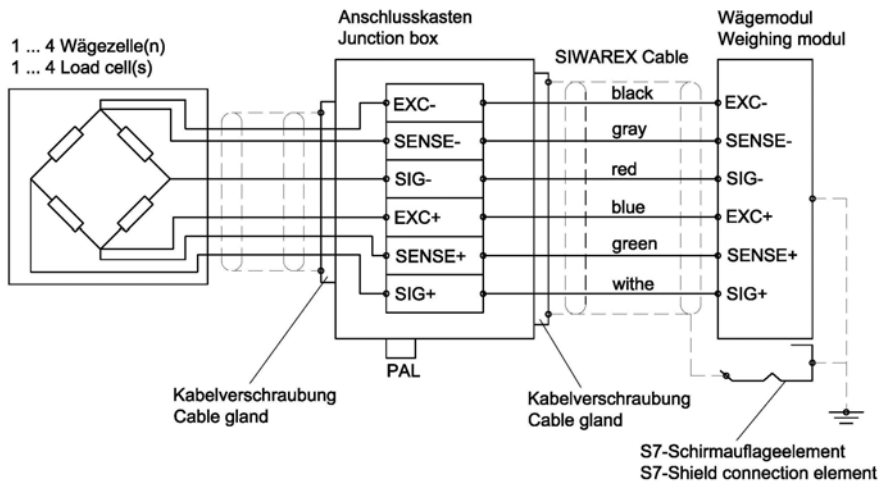 1 ... 4 Wägezelle(n)
1 ... 4 Load cell(s)
Anschlusskasten
Junction box
SIWAREX Cable
Wägemodul
Weighing modul
EXC-
black
EXC-
SENSE-
gray
SENSE-
SIG-
red
SIG-
EXC+
blue
EXC+
SENSE+
green
SENSE+
SIG+
withe
SIG+
PAL
Kabelverschraubung
Cable gland
Kabelverschraubung
Cable gland
S7-Schirmauflageelement
S7-Shield connection element